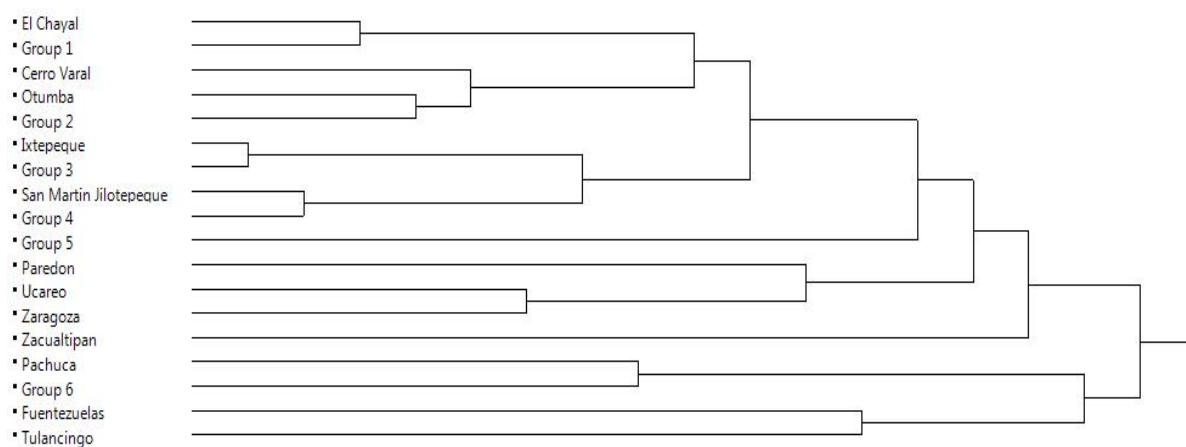 ▪ El Chayal
▪ Group 1
▪ Cerro Varal
▪ Otumba
▪ Group 2
▪ Ixtepeque
▪ Group 3
▪ San Martin Jilotepeque
▪ Group 4
▪ Group 5
▪ Paredon
▪ Ucareo
▪ Zaragoza
▪ Zacualtipan
▪ Pachuca
▪ Group 6
▪ Fuentezuelas
▪ Tulancingo